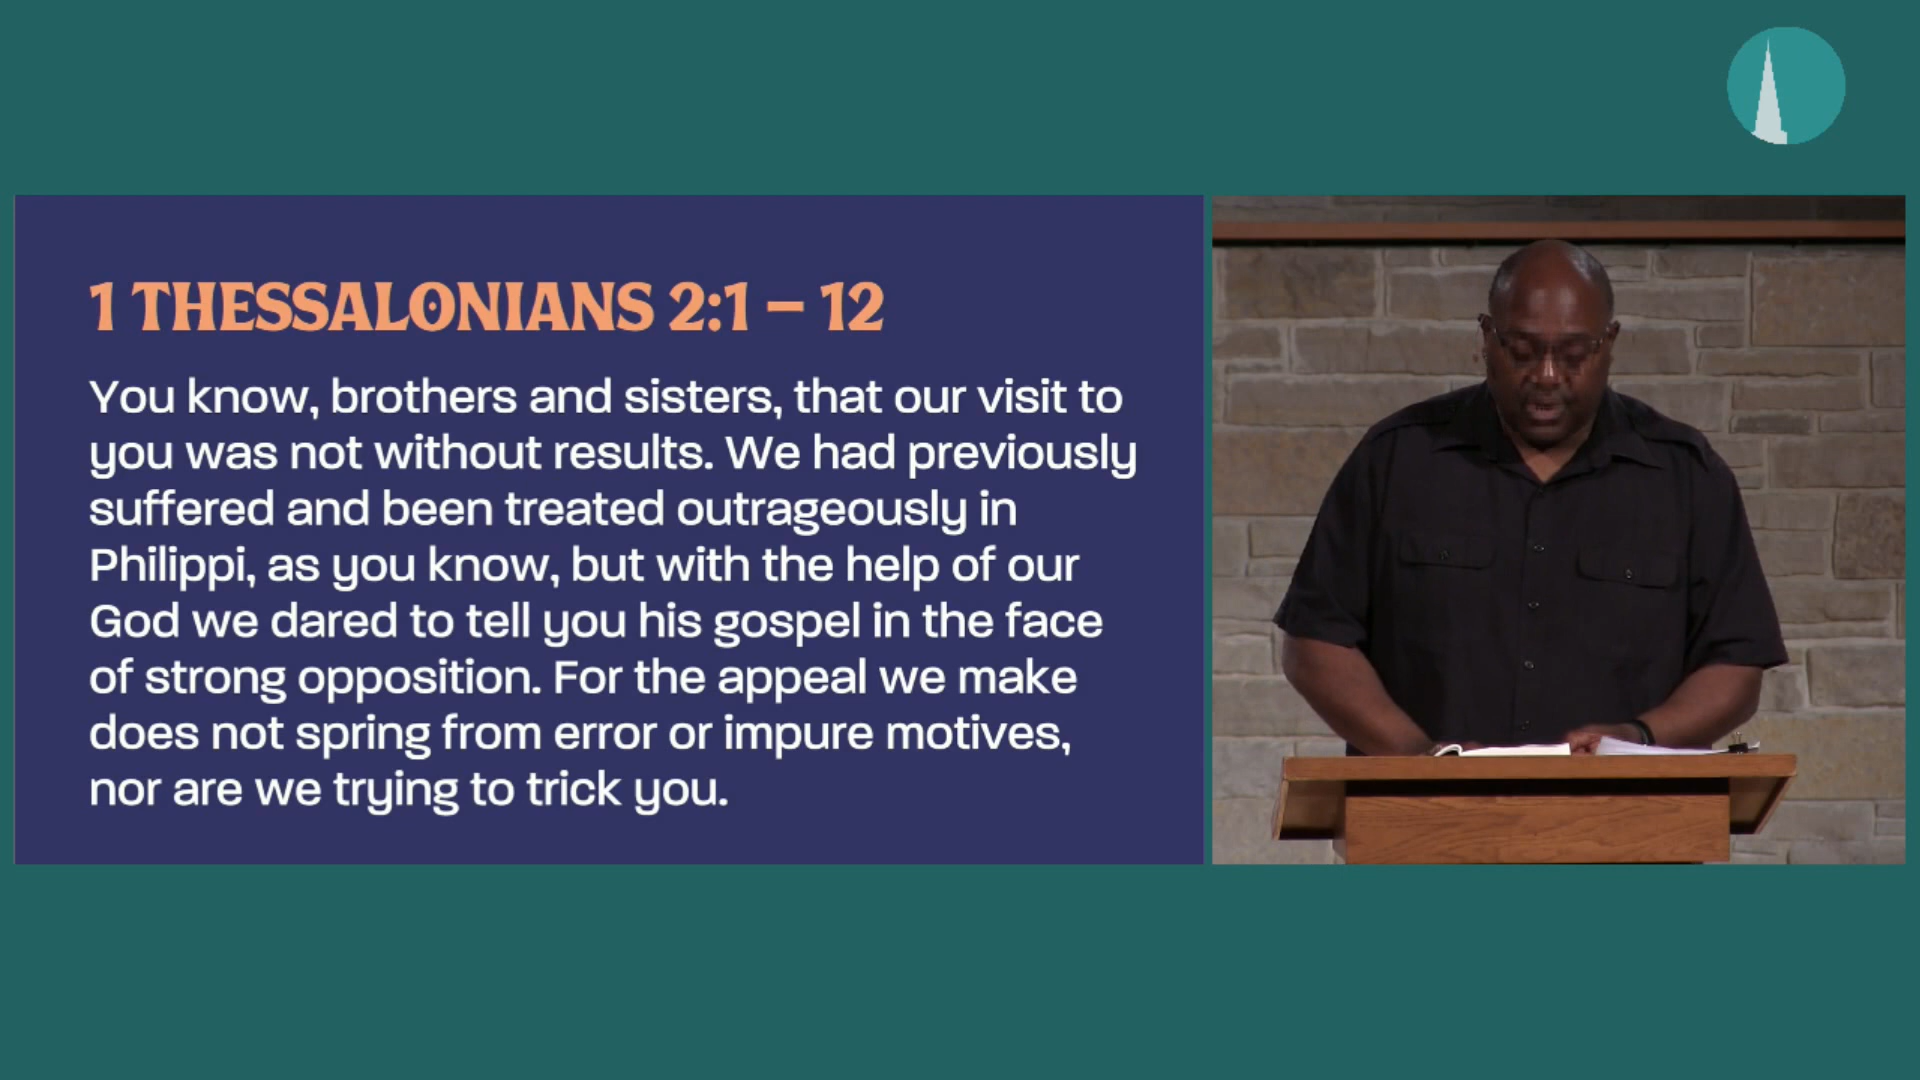 1 THESSALONIANS 2:1 – 12
You know, brothers and sisters, that our visit to
you was not without results. We had previously
suffered and been treated outrageously in
Philippi, as you know, but with the help of our
God we dared to tell you his gospel in the face
of strong opposition. For the appeal we make
does not spring from error or impure motives,
nor are we trying to trick you.